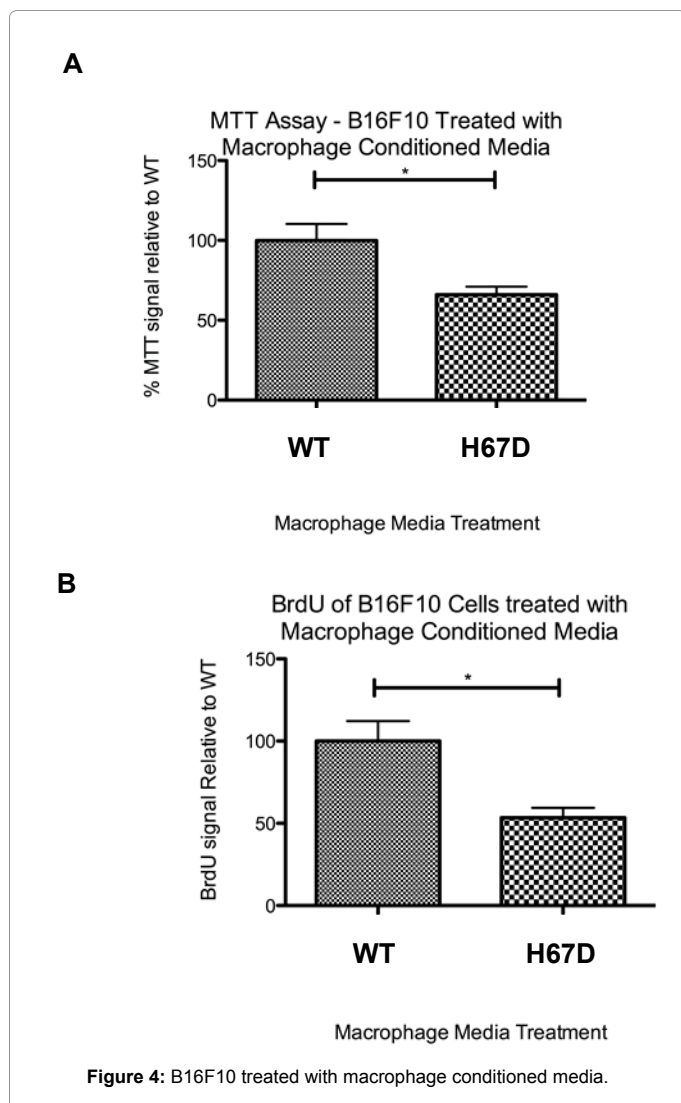 A
MTT Assay - B16F10 Treated with
Macrophage Conditioned Media
% MTT signal relative to WT
150
100
50
0
*
WT
H67D
Macrophage Media Treatment
B
BrdU of B16F10 Cells treated with
Macrophage Conditioned Media
BrdU signal Relative to WT
150
100
50
0
*
WT
H67D
Macrophage Media Treatment
Figure 4: B16F10 treated with macrophage conditioned media.